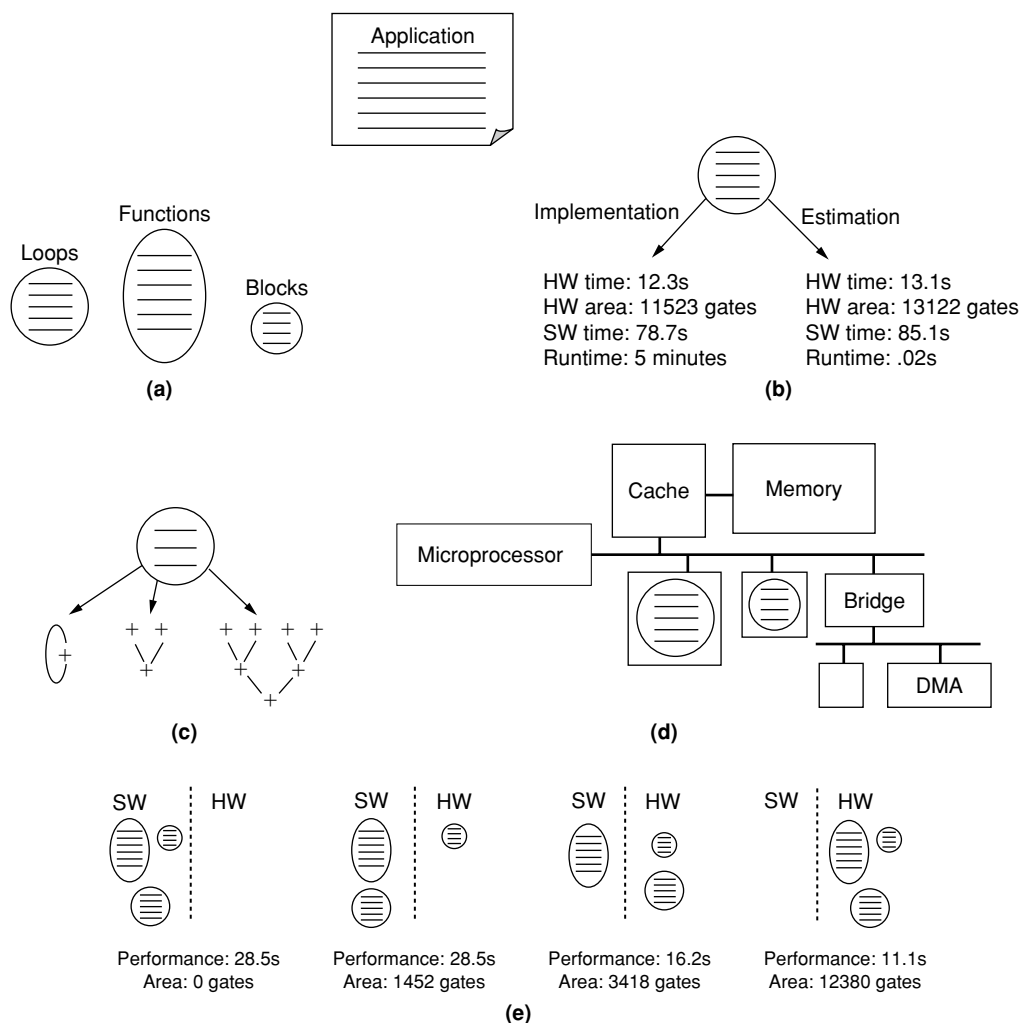 Application
Functions
Loops
Blocks
(a)
Implementation
Estimation
HW time: 12.3s
HW area: 11523 gates
SW time: 78.7s
Runtime: 5 minutes
HW time: 13.1s
HW area: 13122 gates
SW time: 85.1s
Runtime: .02s
(b)
+
+ +
+
+ + + +
+ +
+
(c)
Cache
Memory
Microprocessor
Bridge
DMA
(d)
SW HW
Performance: 28.5s
Area: 0 gates
SW HW
Performance: 28.5s
Area: 1452 gates
SW HW
Performance: 16.2s
Area: 3418 gates
SW HW
Performance: 11.1s
Area: 12380 gates
(e)